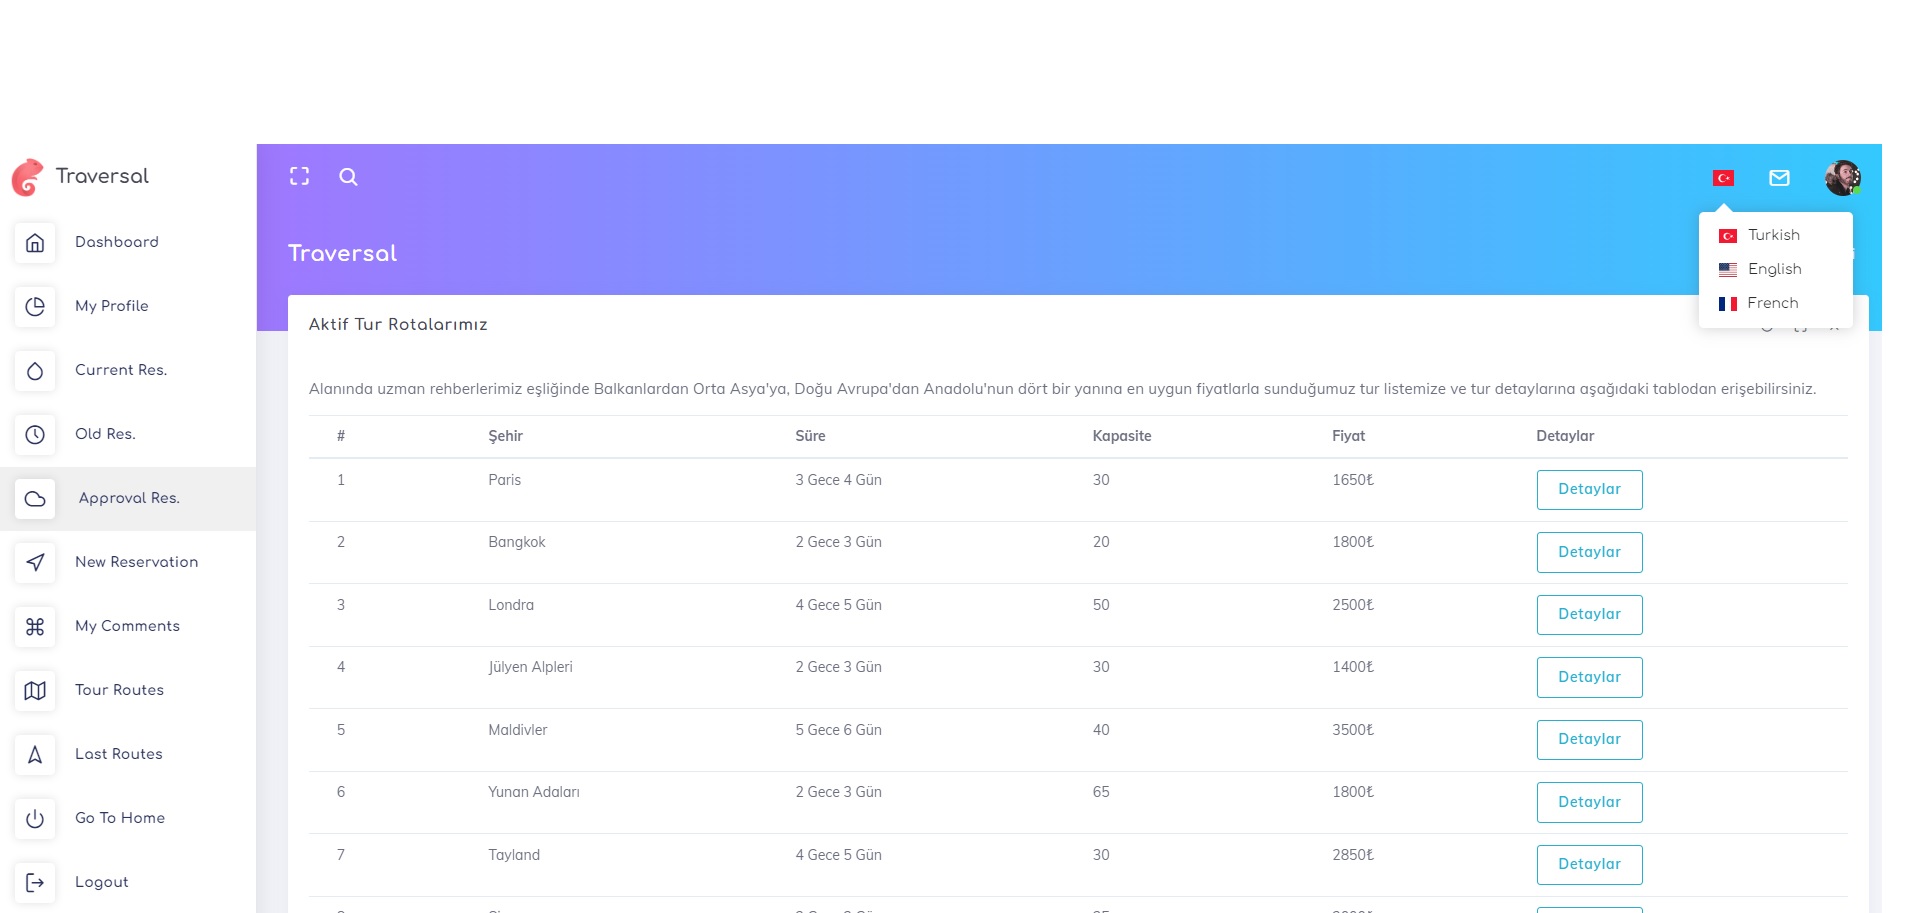 Traversal
Dashboard
My Profile
Current Res.
Old Res.
Approval Res.
New Reservation
My Comments
Tour Routes
Last Routes
Go To Home
Logout
Turkish
English
French
Traversal
Aktif Tur Rotalarımız
Alanında uzman rehberlerimiz eşliğinde Balkanlardan Orta Asya'ya, Doğu Avrupa'dan Anadolu'nun dört bir yanına en uygun fiyatlarla sunduğumuz tur listemize ve tur detaylarına aşağıdaki tablodan erişebilirsiniz.
# Şehir Süre Kapasite Fiyat Detaylar
1 Paris 3 Gece 4 Gün 30 1650₺ Detaylar
2 Bangkok 2 Gece 3 Gün 20 1800₺ Detaylar
3 Londra 4 Gece 5 Gün 50 2500₺ Detaylar
4 Jülyen Alpleri 2 Gece 3 Gün 30 1400₺ Detaylar
5 Maldivler 5 Gece 6 Gün 40 3500₺ Detaylar
6 Yunan Adaları 2 Gece 3 Gün 65 1800₺ Detaylar
7 Tayland 4 Gece 5 Gün 30 2850₺ Detaylar